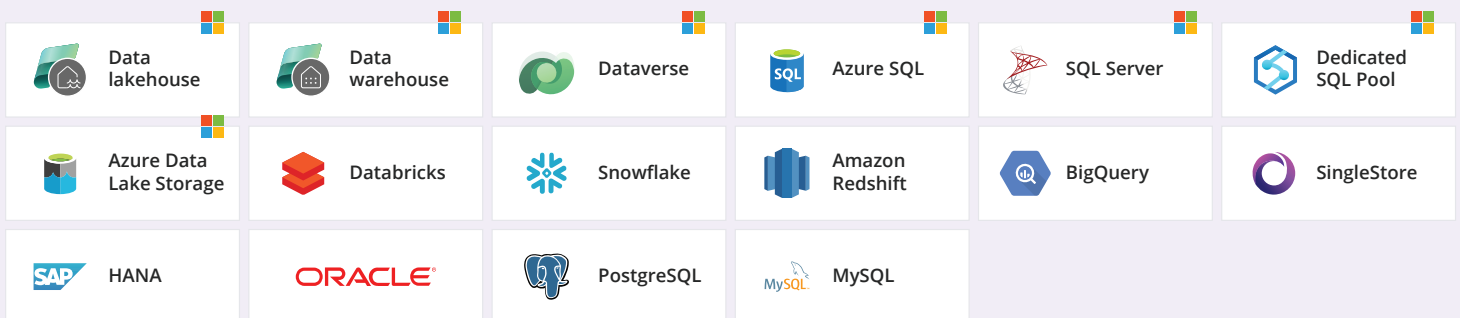 Data
lakehouse
Data
warehouse
Dataverse
SQL
Azure SQL
SQL Server
Dedicated
SQL Pool
Azure Data
Lake Storage
Databricks
Snowflake
Amazon
Redshift
BigQuery
SingleStore
SAP
HANA
ORACLE®
PostgreSQL
MySQL
MySQL